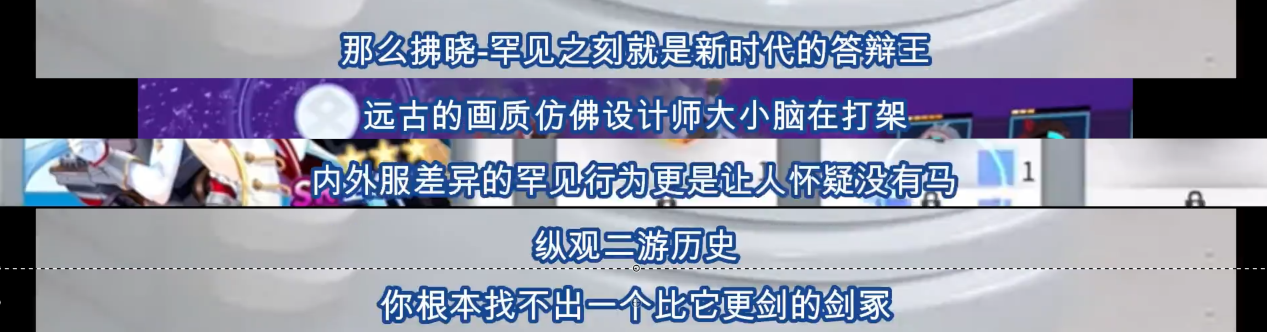 那么拂晓-罕见之刻就是新时代的答辩王
远古的画质仿佛设计师大小脑在打架
内外服差异的罕见行为更是让人怀疑没有马
1
纵观二游历史
你根本找不出一个比它更剑的剑冢